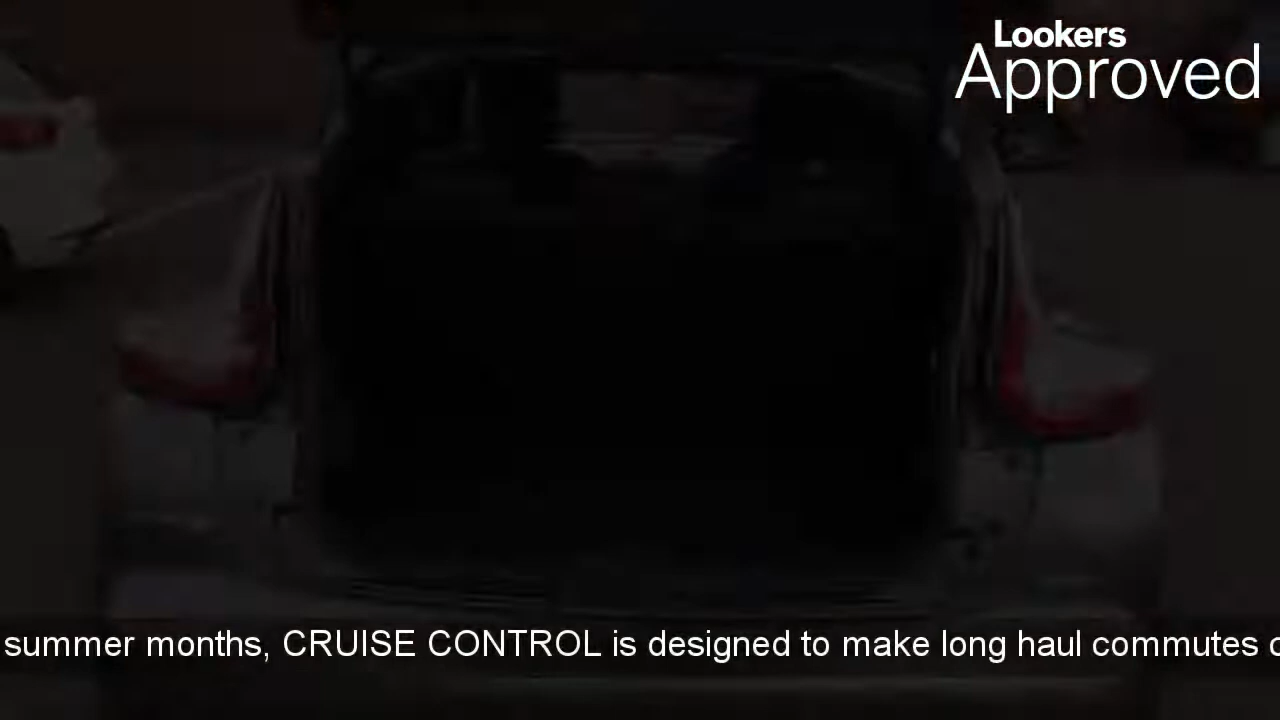 Lookers
Approved
summer months, CRUISE CONTROL is designed to make long haul commutes